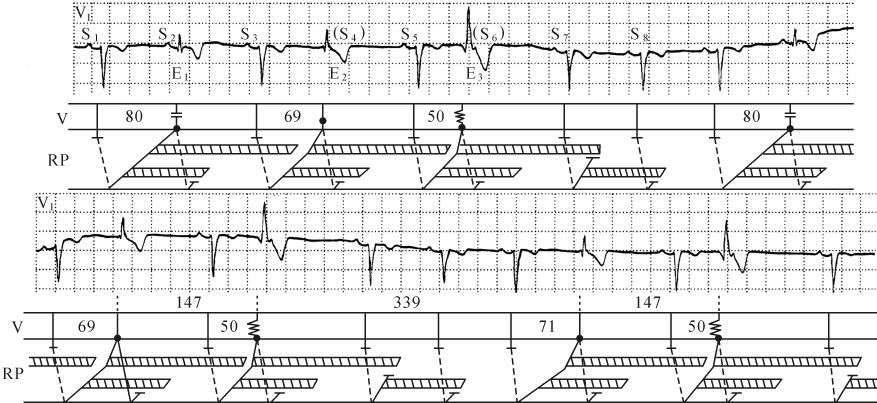 V₁
S₁ S₂ S₃ (S₄) S₅ (S₆) S₇ S₈
E₁ E₂ E₃
V 80 69 50 80
RP
V₁
147 339 147
V 69 50 71 50
RP